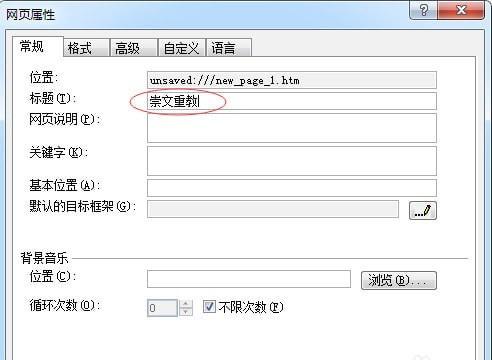 网页属性
常规 格式 高级 自定义 语言
位置: unsaved:///new_page_1.htm
标题(T): 崇文重教
网页说明(P):
关键字(K):
基本位置(A):
默认的目标框架(G):
背景音乐
位置(C): 浏览(B)...
循环次数(O): 0 不限次数(F)